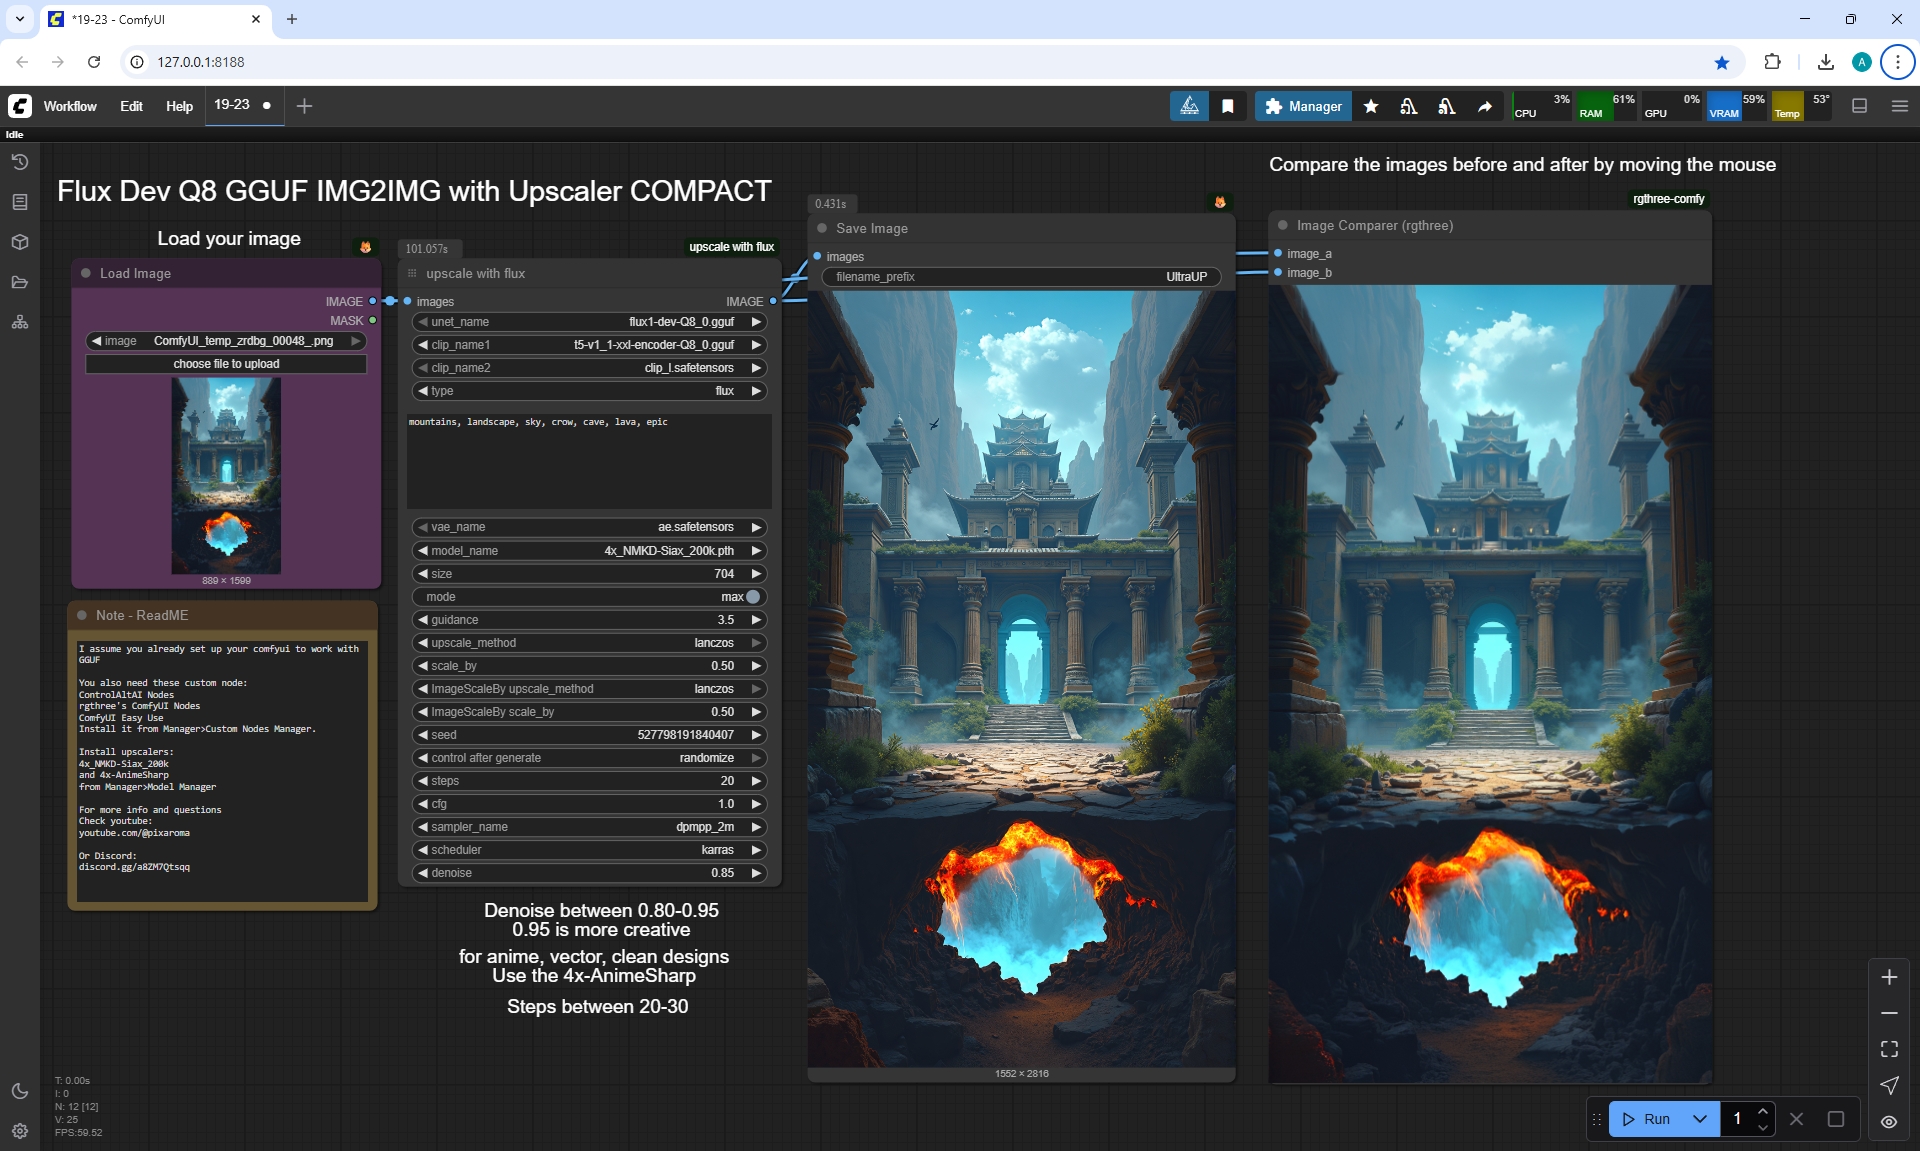 *19-23 - ComfyUI
127.0.0.1:8188
A
Workflow
Edit
Help
19-23
Manager
CPU
3%
RAM
61%
GPU
0%
VRAM
59%
Temp
53°
Idle
Flux Dev Q8 GGUF IMG2IMG with Upscaler COMPACT
Compare the images before and after by moving the mouse
Load your image
Load Image
IMAGE
MASK
image ComfyUI_temp_zrdbg_00048_.png
choose file to upload
889 × 1599
Note - ReadME
I assume you already set up your comfyui to work with
GGUF
You also need these custom node:
ControlAltAI Nodes
rgthree's ComfyUI Nodes
ComfyUI Easy Use
Install it from Manager>Custom Nodes Manager.
Install upscalers:
4x_NMKD-Siax_200k
and 4x-AnimeSharp
from Manager>Model Manager
For more info and questions
Check youtube:
youtube.com/@pixaroma
Or Discord:
discord.gg/a8ZM7Qtsqq
101.057s
upscale with flux
upscale with flux
images
IMAGE
unet_name flux1-dev-Q8_0.gguf
clip_name1 t5-v1_1-xxl-encoder-Q8_0.gguf
clip_name2 clip_l.safetensors
type flux
mountains, landscape, sky, crow, cave, lava, epic
vae_name ae.safetensors
model_name 4x_NMKD-Siax_200k.pth
size 704
mode max
guidance 3.5
upscale_method lanczos
scale_by 0.50
ImageScaleBy upscale_method lanczos
ImageScaleBy scale_by 0.50
seed 527798191840407
control after generate randomize
steps 20
cfg 1.0
sampler_name dpmpp_2m
scheduler karras
denoise 0.85
Denoise between 0.80-0.95
0.95 is more creative
for anime, vector, clean designs
Use the 4x-AnimeSharp
Steps between 20-30
0.431s
Save Image
images
filename_prefix UltraUP
1552 × 2816
rgthree-comfy
Image Comparer (rgthree)
image_a
image_b
T: 0.00s
I: 0
N: 12 [12]
V: 25
FPS:59.52
Run
1